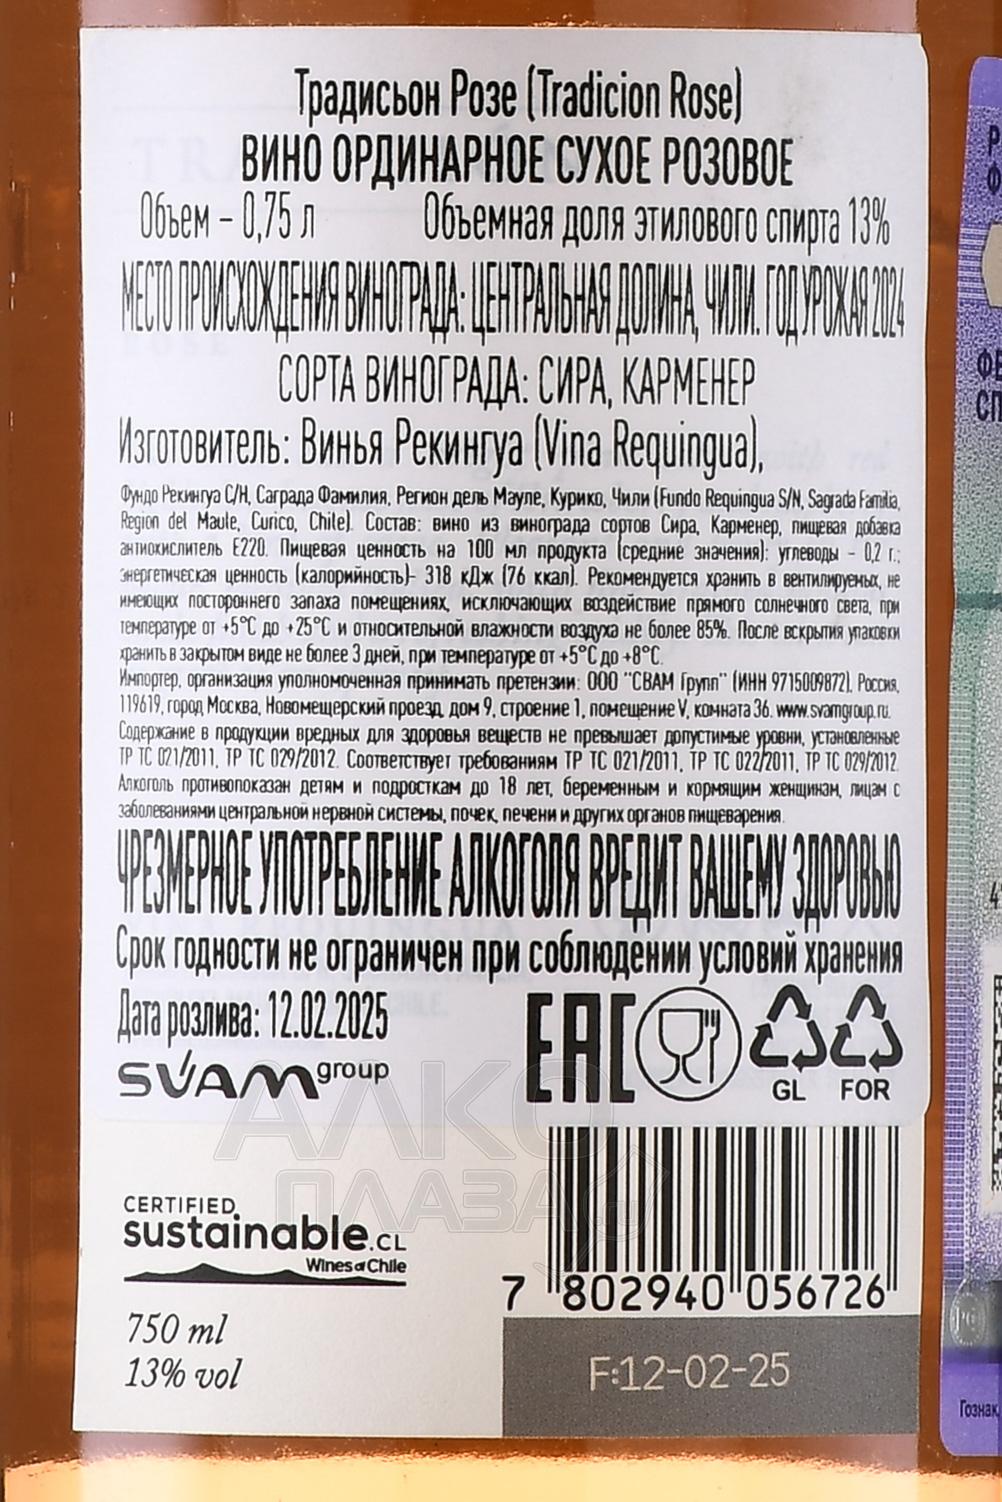 Традисьон Розе (Tradicion Rose)
ВИНО ОРДИНАРНОЕ СУХОЕ РОЗОВОЕ
Объем – 0,75 л Объемная доля этилового спирта 13%
МЕСТО ПРОИСХОЖДЕНИЯ ВИНОГРАДА: ЦЕНТРАЛЬНАЯ ДОЛИНА, ЧИЛИ. ГОД УРОЖАЯ 2024
СОРТА ВИНОГРАДА: СИРА, КАРМЕНЕР
Изготовитель: Винья Рекингуа (Vina Requingua),
Фундо Рекингуа С/Н, Саграда Фамилия, Регион дель Мауле, Курико, Чили (Fundo Requingua S/N, Sagrada Familia,
Region del Maule, Curico, Chile). Состав: вино из винограда сортов Сира, Карменер, пищевая добавка
антиокислитель Е220. Пищевая ценность на 100 мл продукта (средние значения): углеводы – 0,2 г.;
энергетическая ценность (калорийность)- 318 кДж (76 ккал). Рекомендуется хранить в вентилируемых, не
имеющих постороннего запаха помещениях, исключающих воздействие прямого солнечного света, при
температуре от +5°С до +25°С и относительной влажности воздуха не более 85%. После вскрытия упаковки
хранить в закрытом виде не более 3 дней, при температуре от +5°С до +8°С.
Импортер, организация уполномоченная принимать претензии: ООО "СВАМ Групп" (ИНН 9715009872), Россия,
119619, город Москва, Новомещерский проезд, дом 9, строение 1, помещение V, комната 36. www.svamgroup.ru.
Содержание в продукции вредных для здоровья веществ не превышает допустимые уровни, установленные
ТР ТС 021/2011, ТР ТС 029/2012. Соответствует требованиям ТР ТС 021/2011, ТР ТС 022/2011, ТР ТС 029/2012.
Алкоголь противопоказан детям и подросткам до 18 лет, беременным и кормящим женщинам, лицам с
заболеваниями центральной нервной системы, почек, печени и других органов пищеварения.
ЧРЕЗМЕРНОЕ УПОТРЕБЛЕНИЕ АЛКОГОЛЯ ВРЕДИТ ВАШЕМУ ЗДОРОВЬЮ
Срок годности не ограничен при соблюдении условий хранения
Дата розлива: 12.02.2025
SVAM group
EAC
GL FOR
АЛКО
ПЛАЗА.ru
CERTIFIED
sustainable.CL
Wines of Chile
7 802940 056726
750 ml
13% vol
F:12-02-25
Гознак,